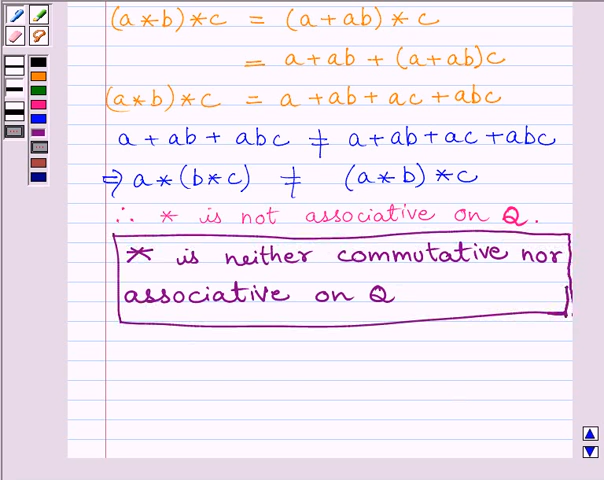 (a*b)*c = (a+ab)*c
= a+ab+(a+ab)c
(a*b)*c = a+ab+ac+abc
a+ab+abc ≠ a+ab+ac+abc
⇒ a*(b*c) ≠ (a*b)*c
∴ * is not associative on Q.
* is neither commutative nor
associative on Q